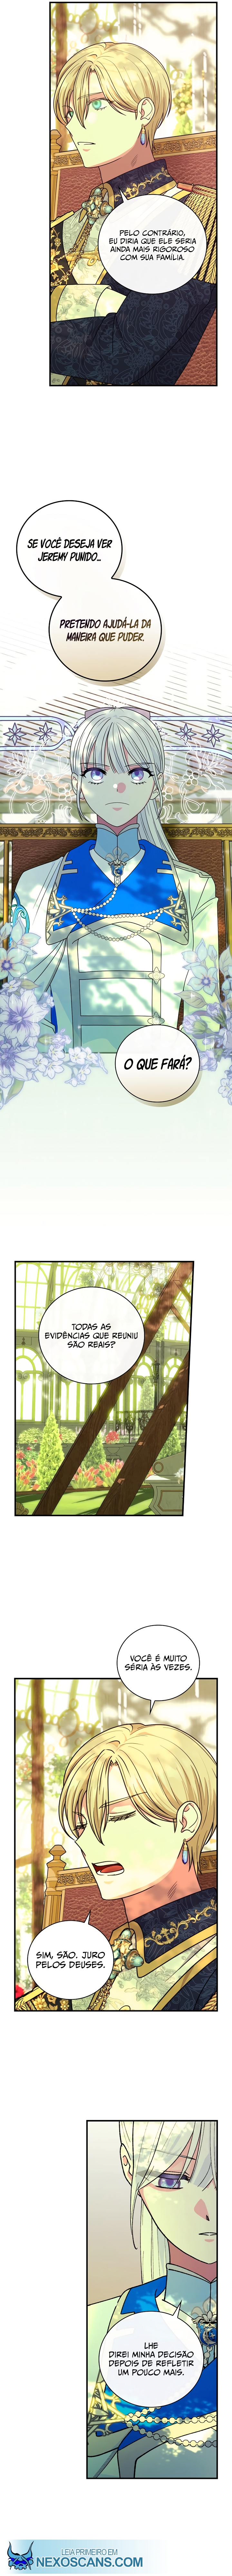 PELO CONTRÁRIO,
EU DIRIA QUE ELE SERIA
AINDA MAIS RIGOROSO
COM SUA FAMÍLIA.
SE VOCÊ DESEJA VER
JEREMY PUNIDO...
PRETENDO AJUDÁ-LA DA
MANEIRA QUE PUDER.
O QUE FARÁ?
TODAS AS
EVIDÊNCIAS QUE REUNIU
SÃO REAIS?
VOCÊ É MUITO
SÉRIA ÀS VEZES.
SIM, SÃO. JURO
PELOS DEUSES.
LHE
DIREI MINHA DECISÃO
DEPOIS DE REFLETIR
UM POUCO MAIS.
LEIA PRIMEIRO EM
NEXOSCANS.COM